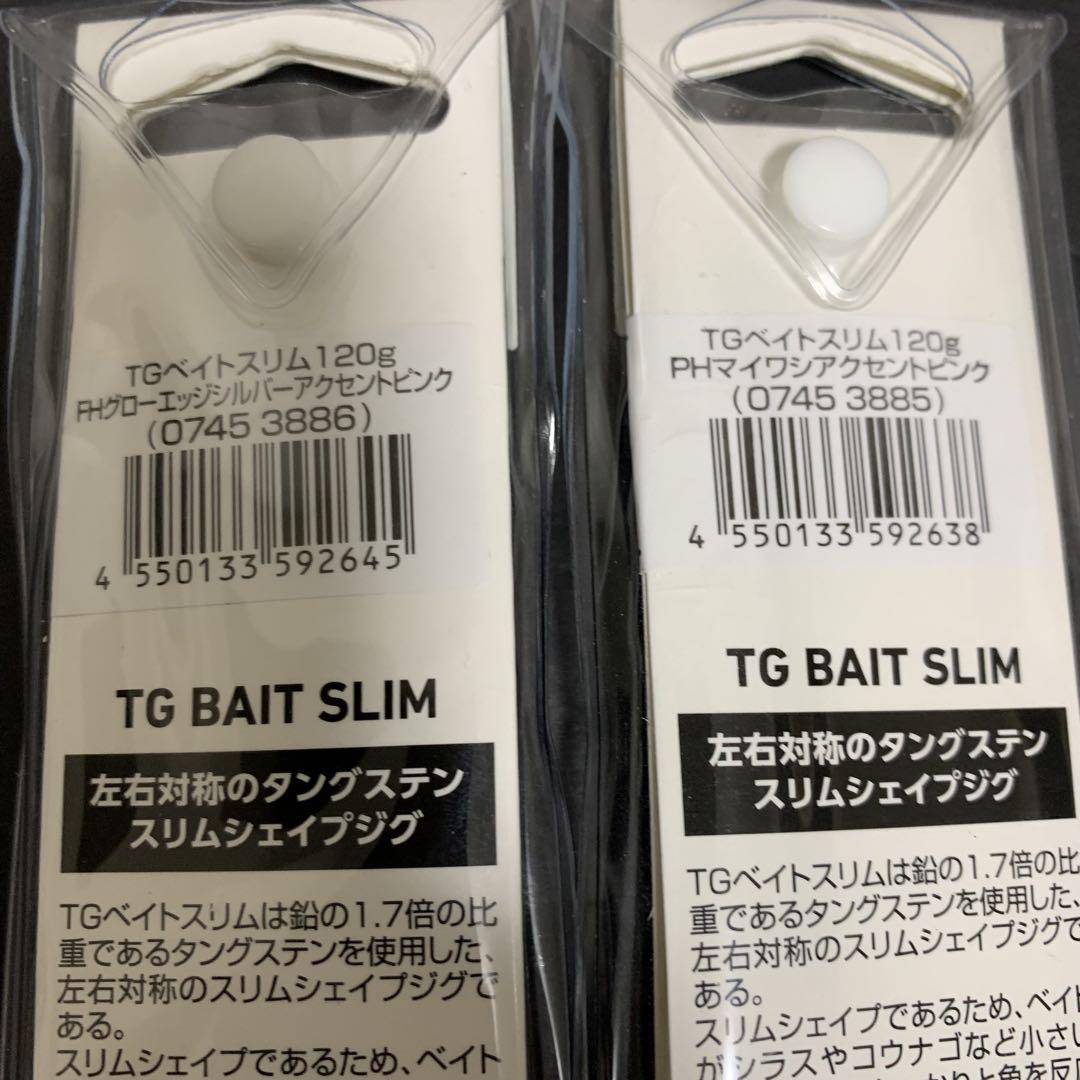 TGベイトスリム120g
FHグローエッジシルバーアクセントピンク
(0745 3886)
4 550133 592645
TG BAIT SLIM
左右対称のタングステン
スリムシェイプジグ
TGベイトスリムは鉛の1.7倍の比
重であるタングステンを使用した、
左右対称のスリムシェイプジグで
ある。
スリムシェイプであるため、ベイト
TGベイトスリム120g
PHマイワシアクセントピンク
(0745 3885)
4 550133 592638
TG BAIT SLIM
左右対称のタングステン
スリムシェイプジグ
TGベイトスリムは鉛の1.7倍の比
重であるタングステンを使用した、
左右対称のスリムシェイプジグで
ある。
スリムシェイプであるため、ベイト
がシラスやコウナゴなど小さい
かりと魚を反応